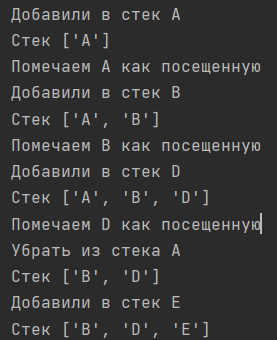 Добавили в стек A
Стек ['A']
Помечаем A как посещенную
Добавили в стек B
Стек ['A', 'B']
Помечаем B как посещенную
Добавили в стек D
Стек ['A', 'B', 'D']
Помечаем D как посещенную
Убрать из стека A
Стек ['B', 'D']
Добавили в стек E
Стек ['B', 'D', 'E']